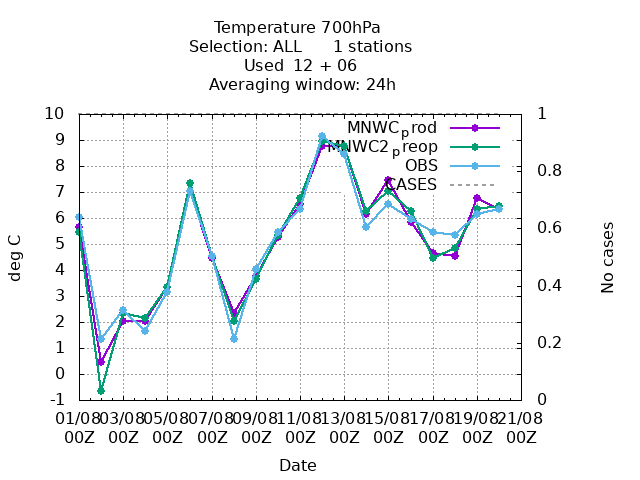 Temperature 700hPa
Selection: ALL      1 stations
Used  12 + 06
Averaging window: 24h
10
9
8
7
6
5
4
3
2
1
0
-1
deg C
1
0.8
0.6
0.4
0.2
0
No cases
MNWCprod
MNWC2preop
OBS
CASES
01/08 03/08 05/08 07/08 09/08 11/08 13/08 15/08 17/08 19/08 21/08
00Z 00Z 00Z 00Z 00Z 00Z 00Z 00Z 00Z 00Z 00Z
Date